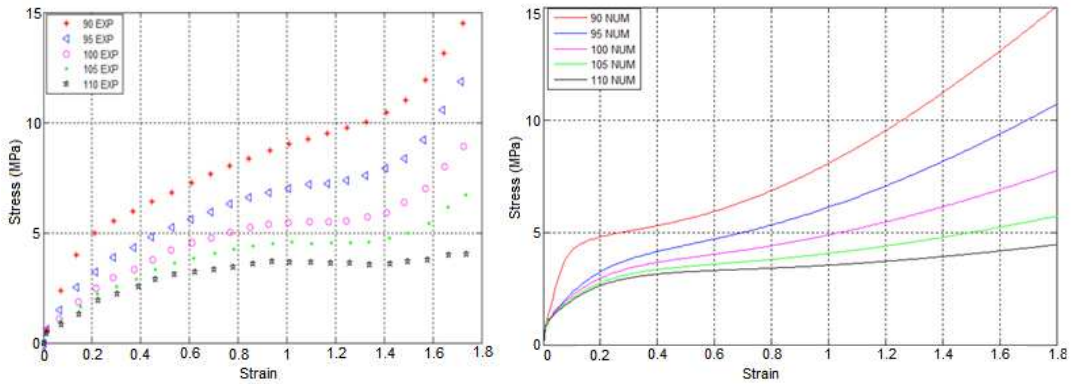 15
10
5
0
Stress (MPa)
90 EXP
95 EXP
100 EXP
105 EXP
110 EXP
0 0.2 0.4 0.6 0.8 1 1.2 1.4 1.6 1.8
Strain
15
10
5
0
Stress (MPa)
90 NUM
95 NUM
100 NUM
105 NUM
110 NUM
0 0.2 0.4 0.6 0.8 1 1.2 1.4 1.6 1.8
Strain